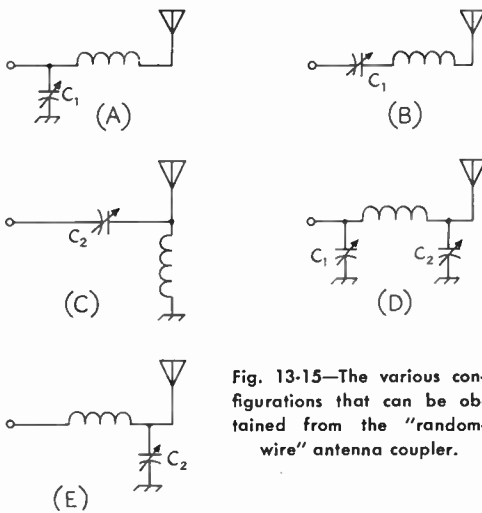 C1
(A)
C1
(B)
C2
(C)
C1
C2
(D)
C2
(E)
Fig. 13-15—The various con-
figurations that can be ob-
tained from the "random-
wire" antenna coupler.